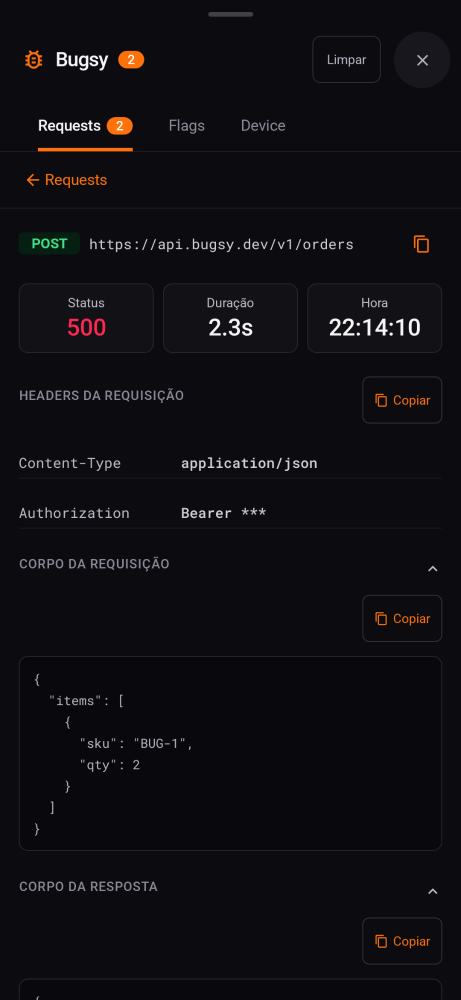 Bugsy 2 Limpar
Requests 2 Flags Device
Requests
POST https://api.bugsy.dev/v1/orders
Status Duração Hora
500 2.3s 22:14:10
HEADERS DA REQUISIÇÃO Copiar
Content-Type application/json
Authorization Bearer ***
CORPO DA REQUISIÇÃO
Copiar
{
  "items": [
    {
      "sku": "BUG-1",
      "qty": 2
    }
  ]
}
CORPO DA RESPOSTA
Copiar
{